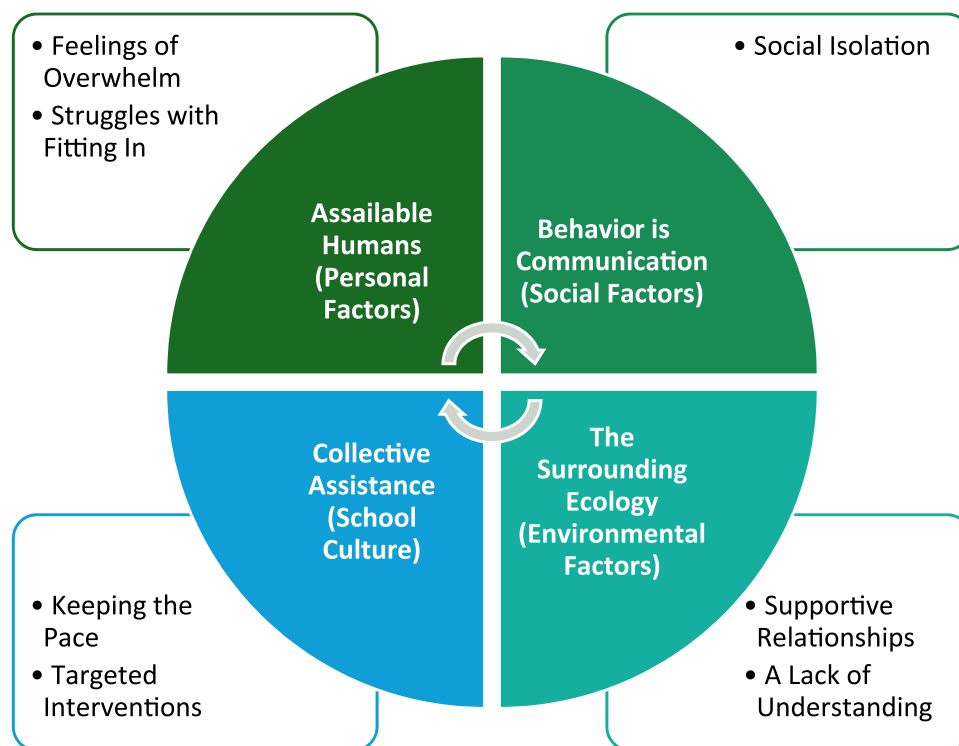 • Feelings of
Overwhelm
• Struggles with
Fitting In
• Social Isolation
Assailable
Humans
(Personal
Factors)
Behavior is
Communication
(Social Factors)
Collective
Assistance
(School
Culture)
The
Surrounding
Ecology
(Environmental
Factors)
• Keeping the
Pace
• Targeted
Interventions
• Supportive
Relationships
• A Lack of
Understanding